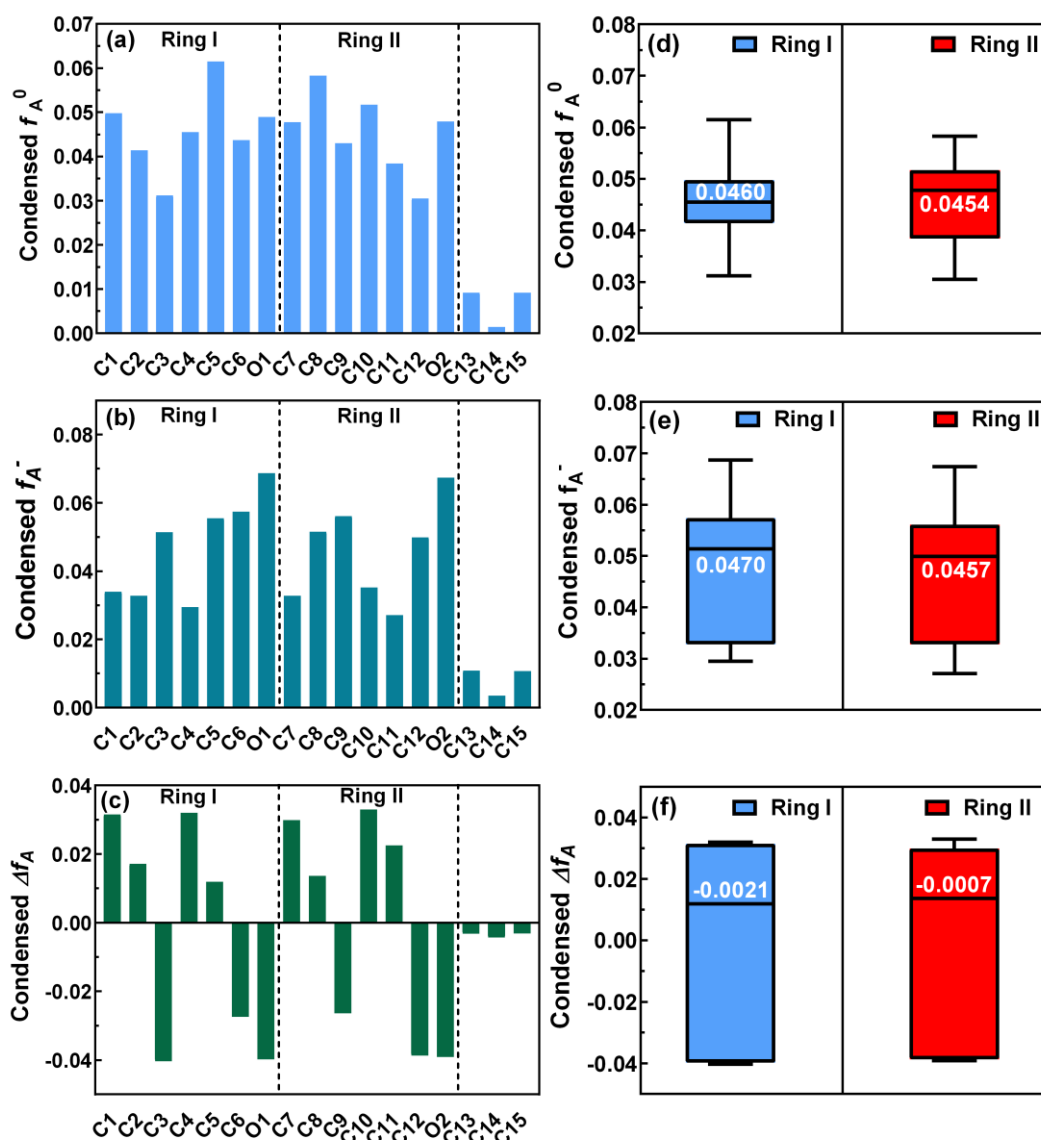 (a)
Ring I
Ring II
Condensed f A 0
0.07
0.06
0.05
0.04
0.03
0.02
0.01
0.00
C1 C2 C3 C4 C5 C6 O1 C7 C8 C9 C10 C11 C12 O2 C13 C14 C15
(d)
Ring I
Ring II
Condensed f A 0
0.08
0.07
0.06
0.05
0.04
0.03
0.02
0.0460
0.0454
(b)
Ring I
Ring II
Condensed fA-
0.08
0.06
0.04
0.02
0.00
C1 C2 C3 C4 C5 C6 O1 C7 C8 C9 C10 C11 C12 O2 C13 C14 C15
(e)
Ring I
Ring II
Condensed fA-
0.08
0.07
0.06
0.05
0.04
0.03
0.02
0.0470
0.0457
(c)
Ring I
Ring II
Condensed ΔfA
0.04
0.02
0.00
-0.02
-0.04
C1 C2 C3 C4 C5 C6 O1 C7 C8 C9 C10 C11 C12 O2 C13 C14 C15
(f)
Ring I
Ring II
Condensed ΔfA
0.04
0.02
0.00
-0.02
-0.04
-0.0021
-0.0007